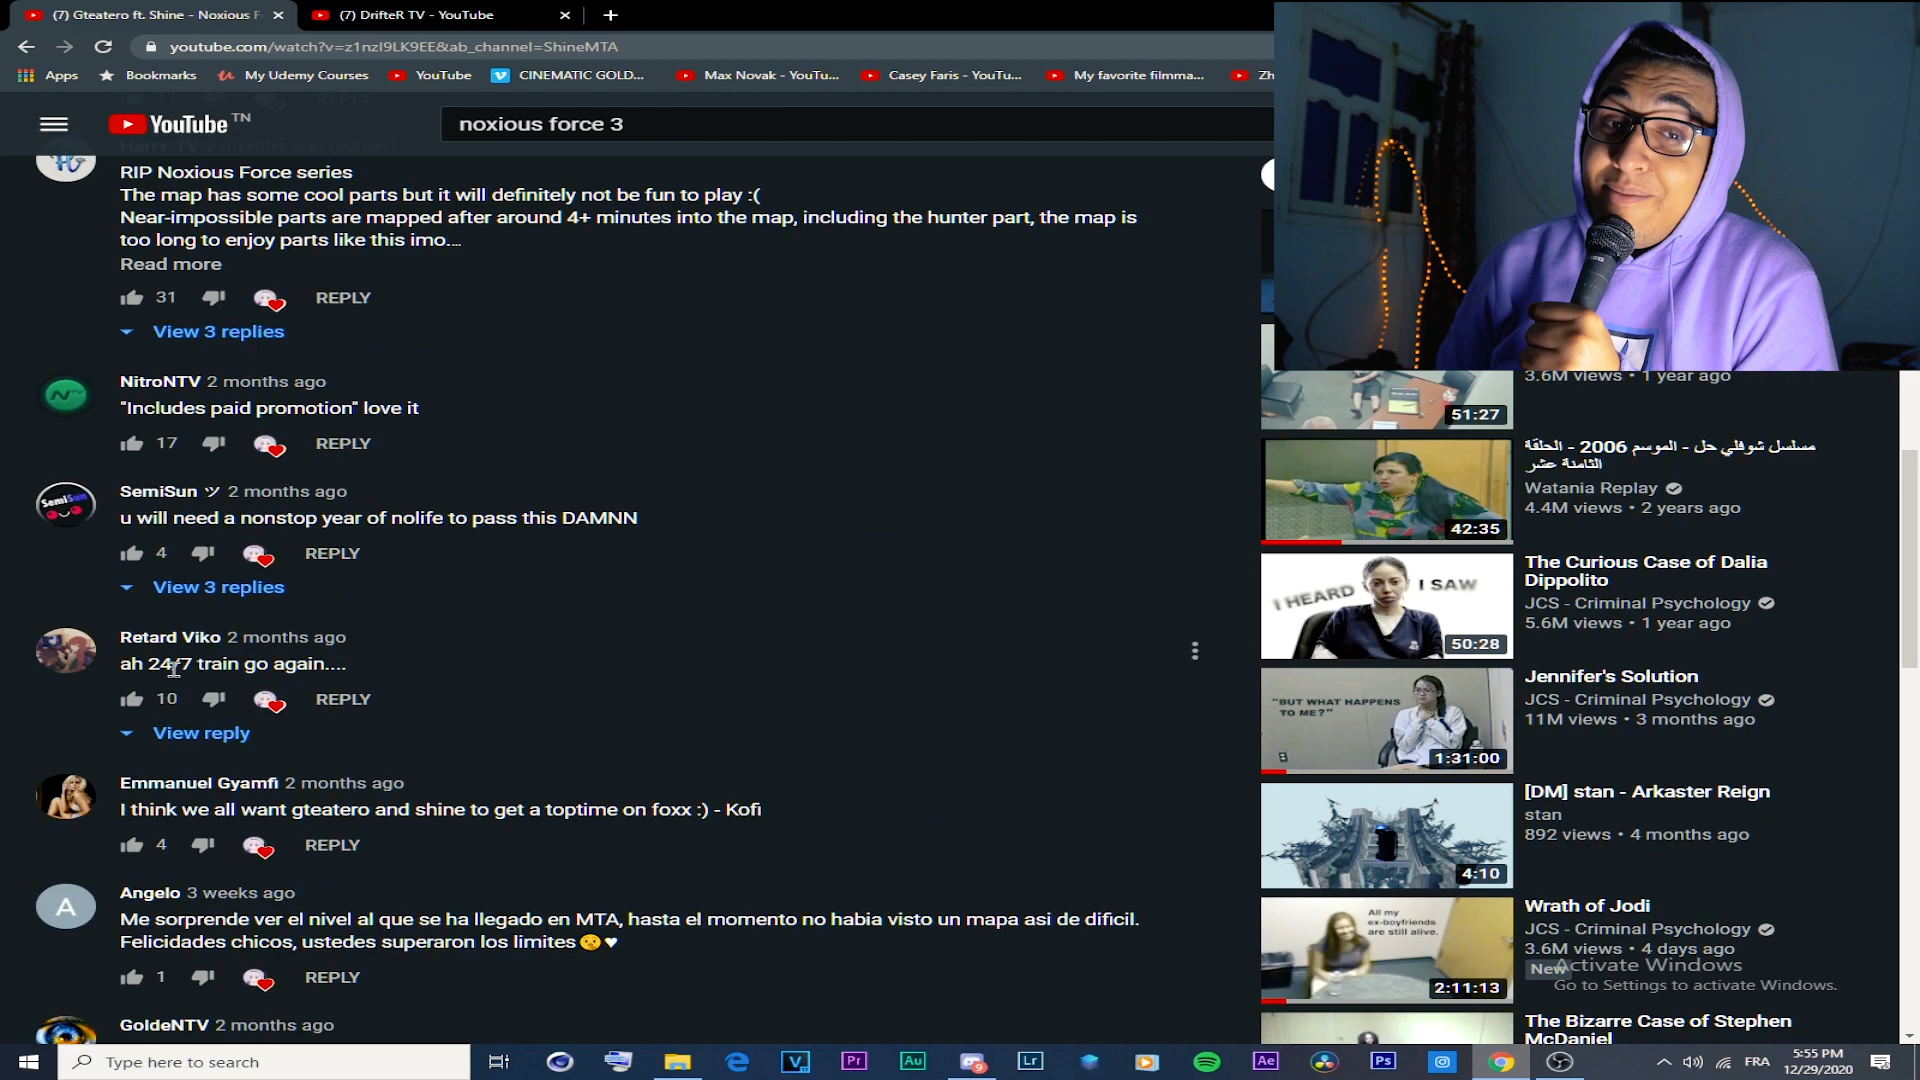 (7) Gteatero ft. Shine - Noxious F
(7) DrifteR TV - YouTube
youtube.com/watch?v=z1nzl9LK9EE&ab_channel=ShineMTA
Apps
Bookmarks
My Udemy Courses
YouTube
CINEMATIC GOLD...
Max Novak - YouTu...
Casey Faris - YouTu...
My favorite filmma...
Zh
YouTube TN
noxious force 3
RIP Noxious Force series
The map has some cool parts but it will definitely not be fun to play :(
Near-impossible parts are mapped after around 4+ minutes into the map, including the hunter part, the map is
too long to enjoy parts like this imo....
Read more
31 REPLY
View 3 replies
NitroNTV 2 months ago
"Includes paid promotion" love it
17 REPLY
SemiSun ツ 2 months ago
u will need a nonstop year of nolife to pass this DAMNN
4 REPLY
View 3 replies
Retard Viko 2 months ago
ah 24/7 train go again....
10 REPLY
View reply
Emmanuel Gyamfi 2 months ago
I think we all want gteatero and shine to get a toptime on foxx :) - Kofi
4 REPLY
A
Angelo 3 weeks ago
Me sorprende ver el nivel al que se ha llegado en MTA, hasta el momento no habia visto un mapa asi de dificil.
Felicidades chicos, ustedes superaron los limites 🤫♥
1 REPLY
GoldeNTV 2 months ago
3.6M views • 1 year ago
51:27
مسلسل شوفلي حل - الموسم 2006 - الحلقة
الثامنة عشر
Watania Replay
4.4M views • 2 years ago
42:35
The Curious Case of Dalia
Dippolito
JCS - Criminal Psychology
5.6M views • 1 year ago
I HEARD I SAW
50:28
Jennifer's Solution
JCS - Criminal Psychology
11M views • 3 months ago
"BUT WHAT HAPPENS
TO ME?"
1:31:00
[DM] stan - Arkaster Reign
stan
892 views • 4 months ago
4:10
Wrath of Jodi
JCS - Criminal Psychology
3.6M views • 4 days ago
New
All my
ex-boyfriends
are still alive.
2:11:13
Activate Windows
Go to Settings to activate Windows.
The Bizarre Case of Stephen
McDaniel
Type here to search
V
Pr
Au
9
Lr
Ae
Ps
FRA
5:55 PM
12/29/2020